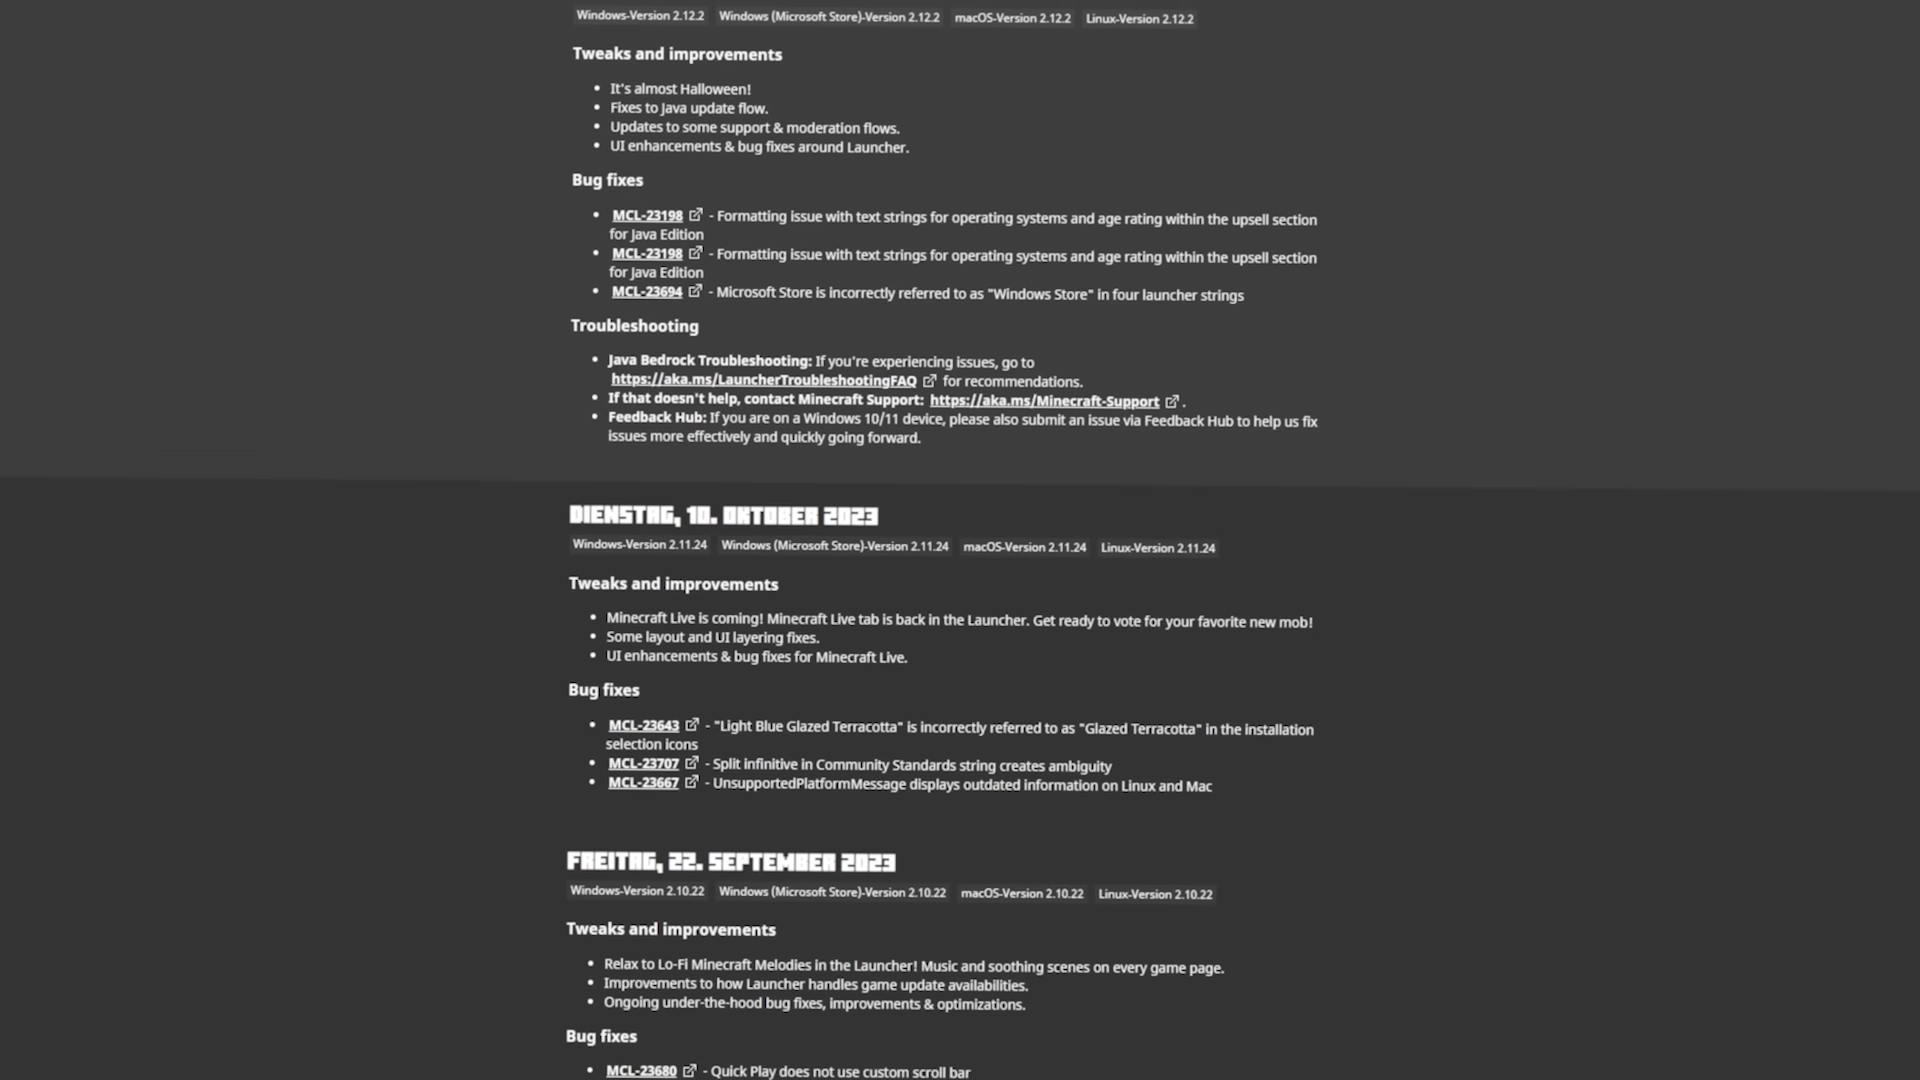 Windows-Version 2.12.2 Windows (Microsoft Store)-Version 2.12.2 macOS-Version 2.12.2 Linux-Version 2.12.2
Tweaks and improvements
• It's almost Halloween!
• Fixes to Java update flow.
• Updates to some support & moderation flows.
• UI enhancements & bug fixes around Launcher.
Bug fixes
• MCL-23198 - Formatting issue with text strings for operating systems and age rating within the upsell section
for Java Edition
• MCL-23198 - Formatting issue with text strings for operating systems and age rating within the upsell section
for Java Edition
• MCL-23694 - Microsoft Store is incorrectly referred to as "Windows Store" in four launcher strings
Troubleshooting
• Java Bedrock Troubleshooting: If you're experiencing issues, go to
https://aka.ms/LauncherTroubleshootingFAQ for recommendations.
• If that doesn't help, contact Minecraft Support: https://aka.ms/Minecraft-Support .
• Feedback Hub: If you are on a Windows 10/11 device, please also submit an issue via Feedback Hub to help us fix
issues more effectively and quickly going forward.
DIENSTAG, 10. OKTOBER 2023
Windows-Version 2.11.24 Windows (Microsoft Store)-Version 2.11.24 macOS-Version 2.11.24 Linux-Version 2.11.24
Tweaks and improvements
• Minecraft Live is coming! Minecraft Live tab is back in the Launcher. Get ready to vote for your favorite new mob!
• Some layout and UI layering fixes.
• UI enhancements & bug fixes for Minecraft Live.
Bug fixes
• MCL-23643 - "Light Blue Glazed Terracotta" is incorrectly referred to as "Glazed Terracotta" in the installation
selection icons
• MCL-23707 - Split infinitive in Community Standards string creates ambiguity
• MCL-23667 - UnsupportedPlatformMessage displays outdated information on Linux and Mac
FREITAG, 22. SEPTEMBER 2023
Windows-Version 2.10.22 Windows (Microsoft Store)-Version 2.10.22 macOS-Version 2.10.22 Linux-Version 2.10.22
Tweaks and improvements
• Relax to Lo-Fi Minecraft Melodies in the Launcher! Music and soothing scenes on every game page.
• Improvements to how Launcher handles game update availabilities.
• Ongoing under-the-hood bug fixes, improvements & optimizations.
Bug fixes
• MCL-23680 - Quick Play does not use custom scroll bar